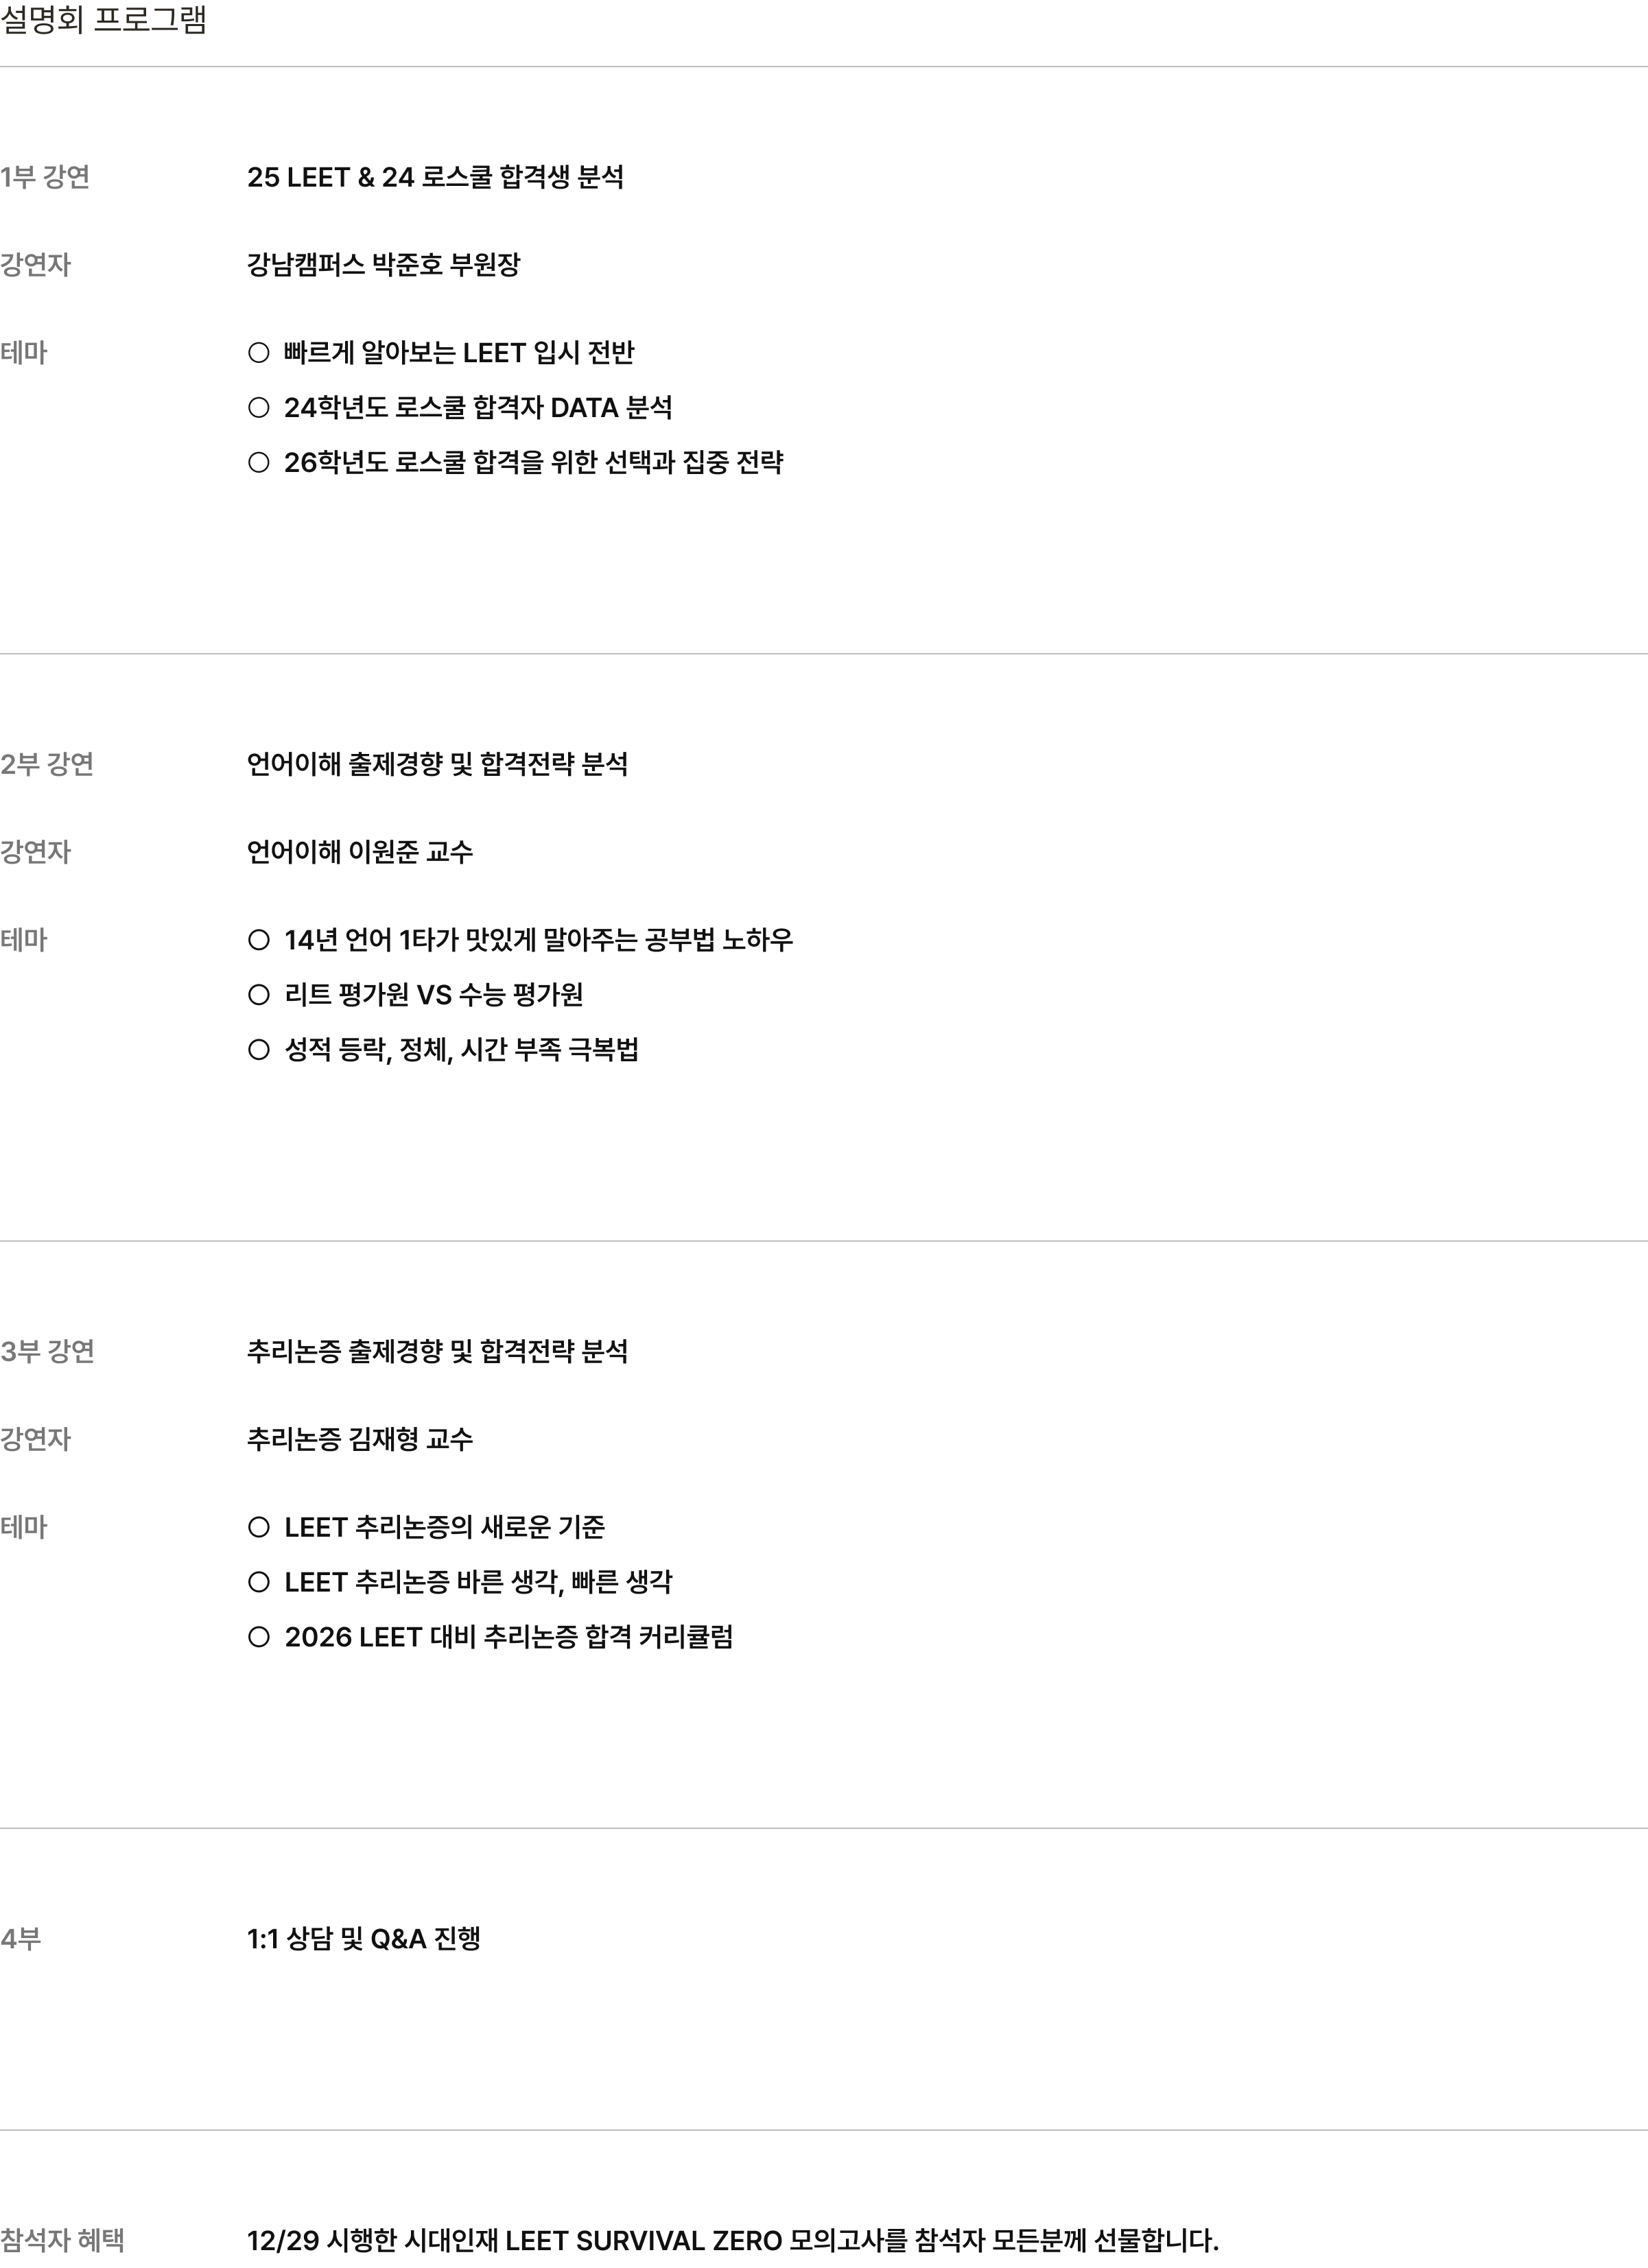 설명회 프로그램
1부 강연 25 LEET & 24 로스쿨 합격생 분석
강연자 강남캠퍼스 박준호 부원장
테마 ○ 빠르게 알아보는 LEET 입시 전반
○ 24학년도 로스쿨 합격자 DATA 분석
○ 26학년도 로스쿨 합격을 위한 선택과 집중 전략
2부 강연 언어이해 출제경향 및 합격전략 분석
강연자 언어이해 이원준 교수
테마 ○ 14년 언어 1타가 맛있게 말아주는 공부법 노하우
○ 리트 평가원 VS 수능 평가원
○ 성적 등락, 정체, 시간 부족 극복법
3부 강연 추리논증 출제경향 및 합격전략 분석
강연자 추리논증 김재형 교수
테마 ○ LEET 추리논증의 새로운 기준
○ LEET 추리논증 바른 생각, 빠른 생각
○ 2026 LEET 대비 추리논증 합격 커리큘럼
4부 1:1 상담 및 Q&A 진행
참석자 혜택 12/29 시행한 시대인재 LEET SURVIVAL ZERO 모의고사를 참석자 모든분께 선물합니다.